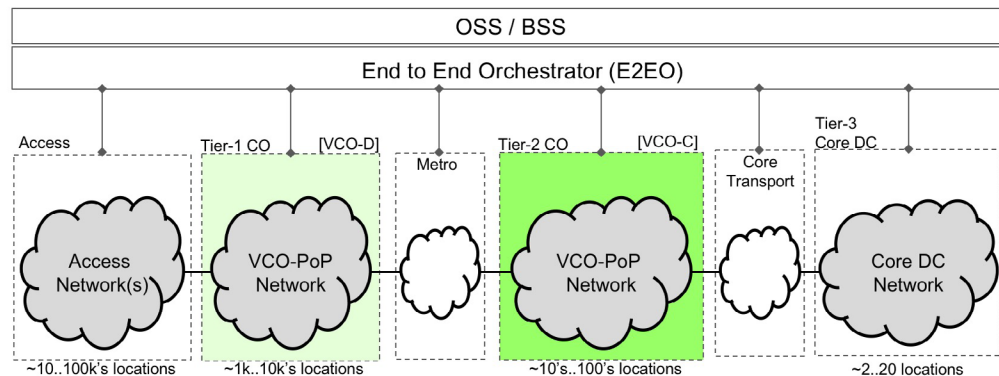 OSS / BSS
End to End Orchestrator (E2EO)
Access
Tier-1 CO [VCO-D]
Metro
Tier-2 CO [VCO-C]
Core
Transport
Tier-3
Core DC
Access
Network(s)
VCO-PoP
Network
VCO-PoP
Network
Core DC
Network
~10..100k's locations
~1k..10k's locations
~10's..100's locations
~2..20 locations